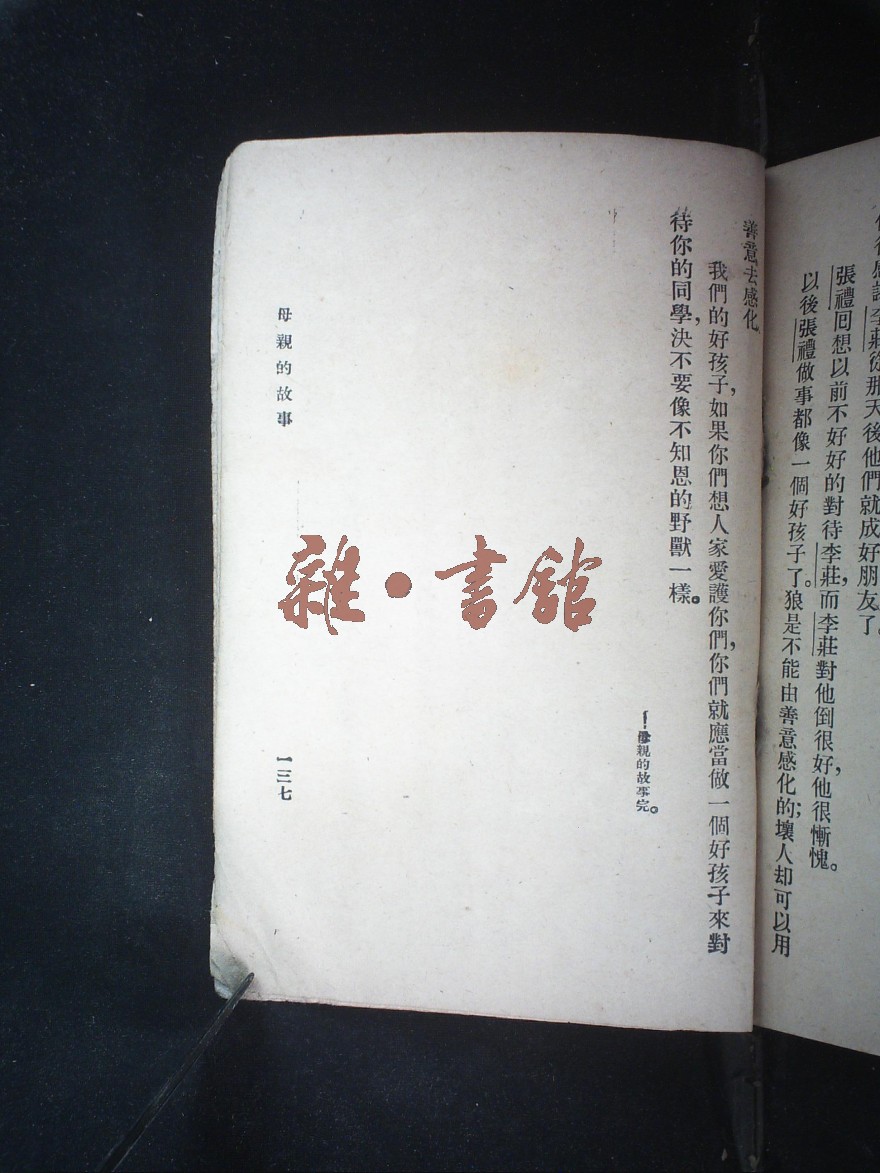 李莊從那天後他們就成好朋友了。
張禮回想以前不好好的對待李莊，而李莊對他倒很好，他很慚愧。
以後張禮做事都像一個好孩子了。狼是不能由善意感化的；壞人却可以用
善意去感化。
我們的好孩子，如果你們想人家愛護你們，你們就應當做一個好孩子來對
待你的同學，決不要像不知恩的野獸一樣。
——母親的故事完。
母親的故事
一三七
雜・書館